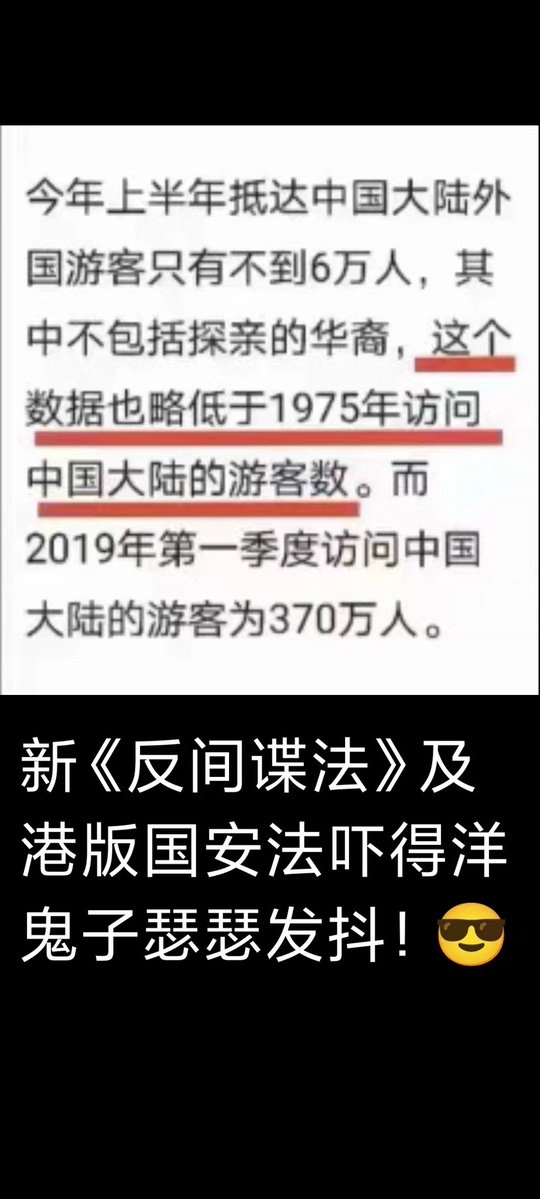 今年上半年抵达中国大陆外
国游客只有不到6万人，其
中不包括探亲的华裔，这个
数据也略低于1975年访问
中国大陆的游客数。而
2019年第一季度访问中国
大陆的游客为370万人。
新《反间谍法》及
港版国安法吓得洋
鬼子瑟瑟发抖！😎